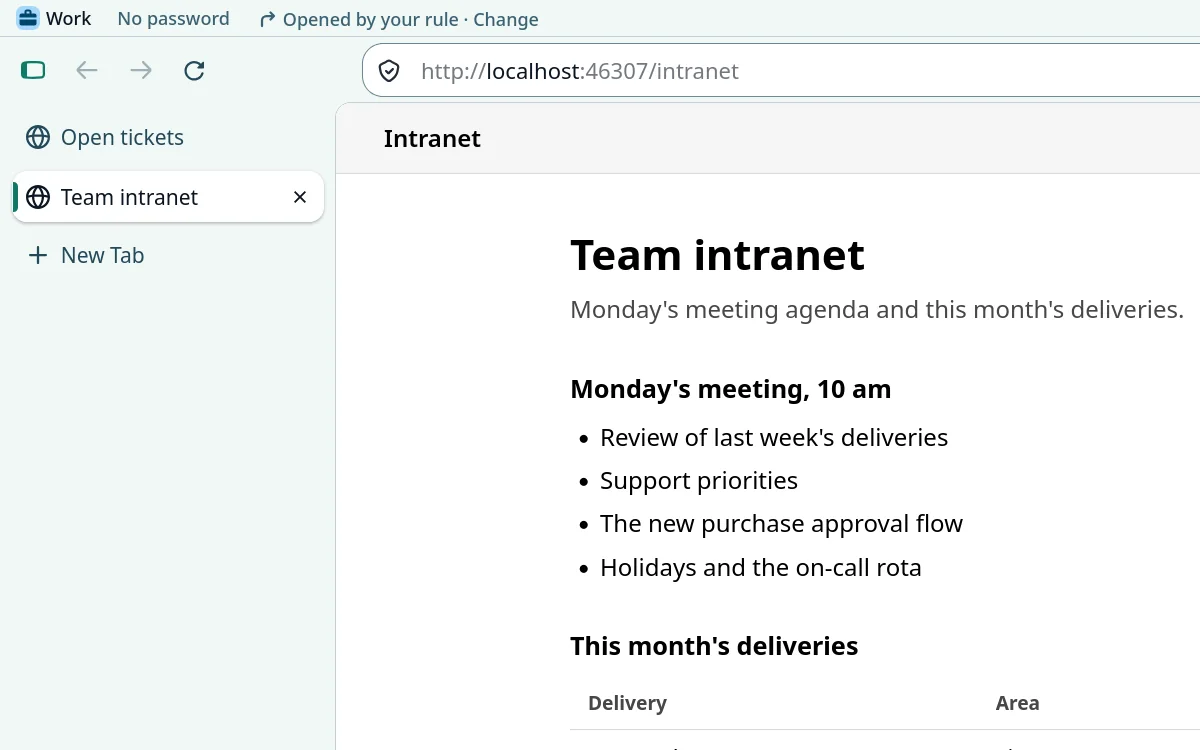 Work No password Opened by your rule · Change
http://localhost:46307/intranet
Open tickets
Team intranet
New Tab
Intranet
Team intranet
Monday's meeting agenda and this month's deliveries.
Monday's meeting, 10 am
Review of last week's deliveries
Support priorities
The new purchase approval flow
Holidays and the on-call rota
This month's deliveries
Delivery Area